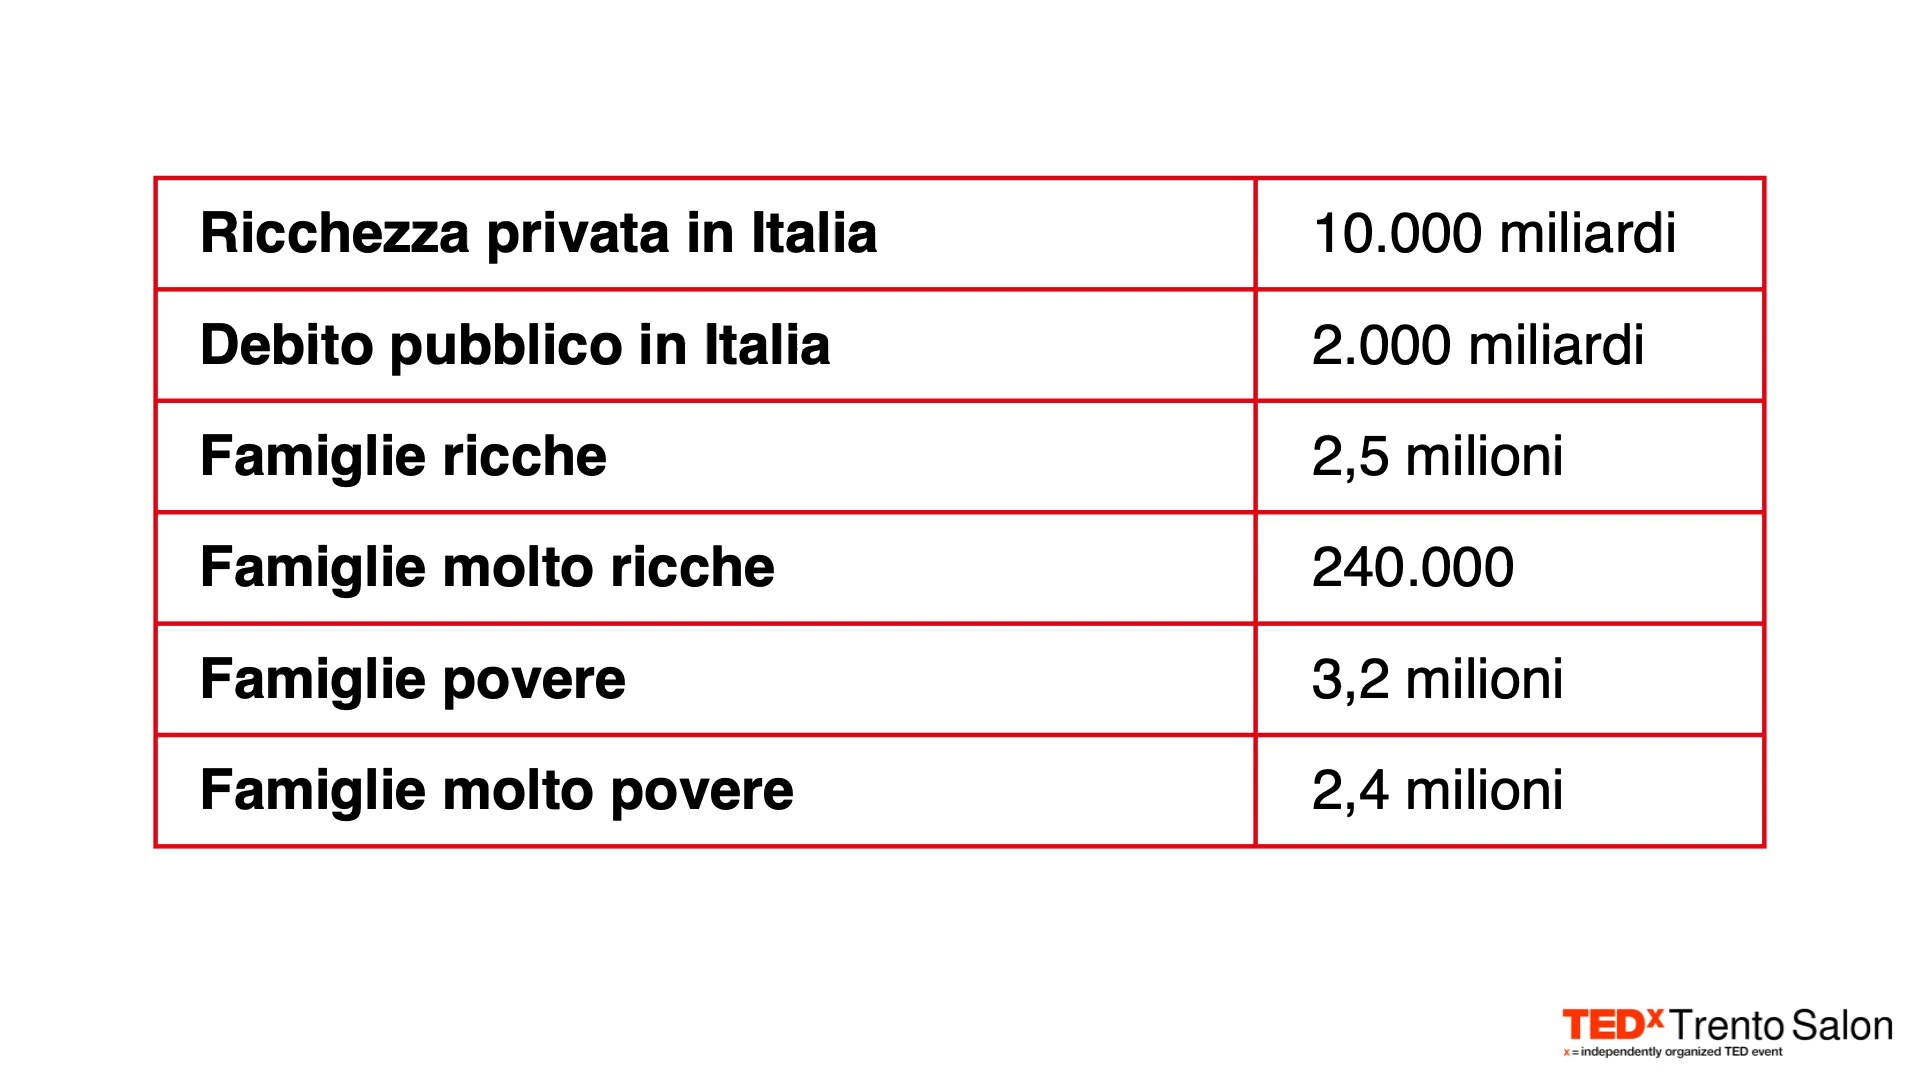 Ricchezza privata in Italia 10.000 miliardi
Debito pubblico in Italia 2.000 miliardi
Famiglie ricche 2,5 milioni
Famiglie molto ricche 240.000
Famiglie povere 3,2 milioni
Famiglie molto povere 2,4 milioni
TEDx Trento Salon
x = independently organized TED event